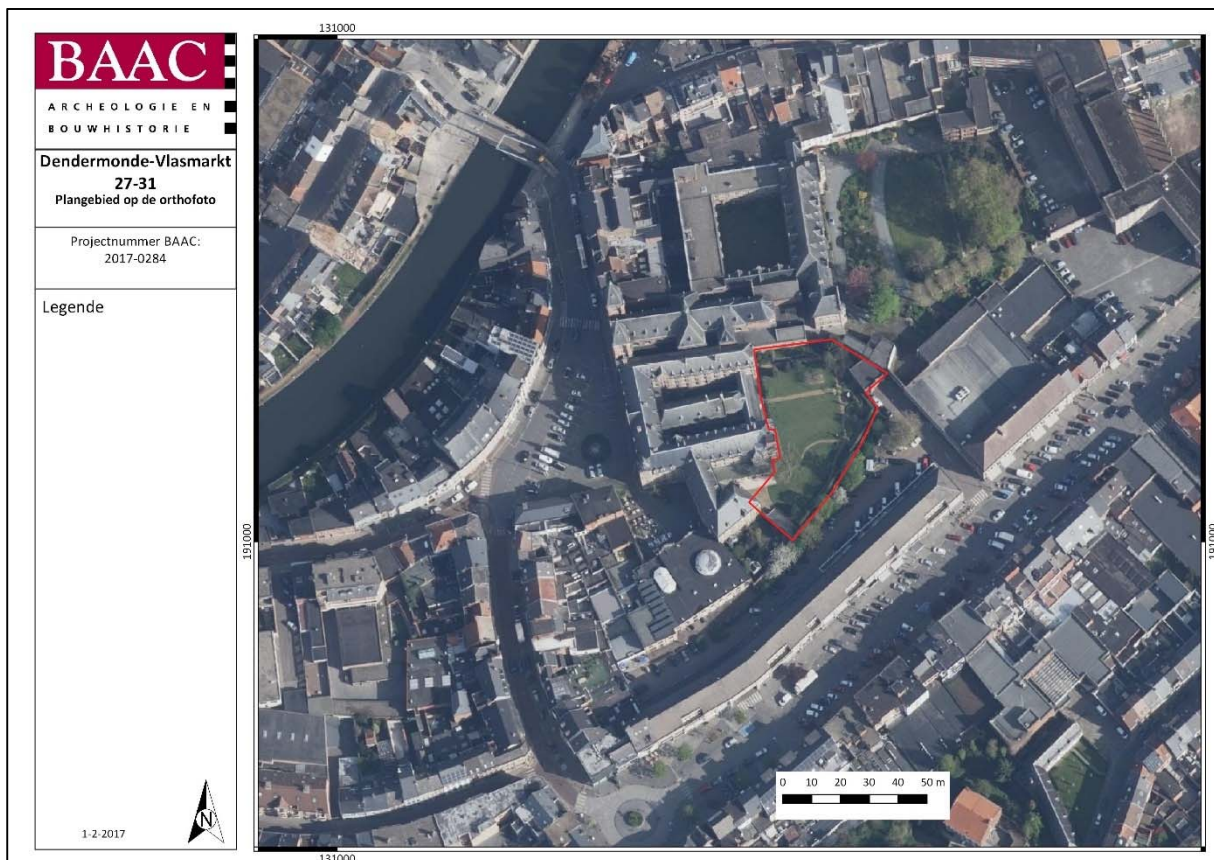 BAAC
ARCHEOLOGIE EN
BOUWHISTORIE
Dendermonde-Vlasmarkt
27-31
Plangebied op de orthofoto
Projectnummer BAAC:
2017-0284
Legende
1-2-2017
N
131000
191000
191000
0 10 20 30 40 50 m
131000